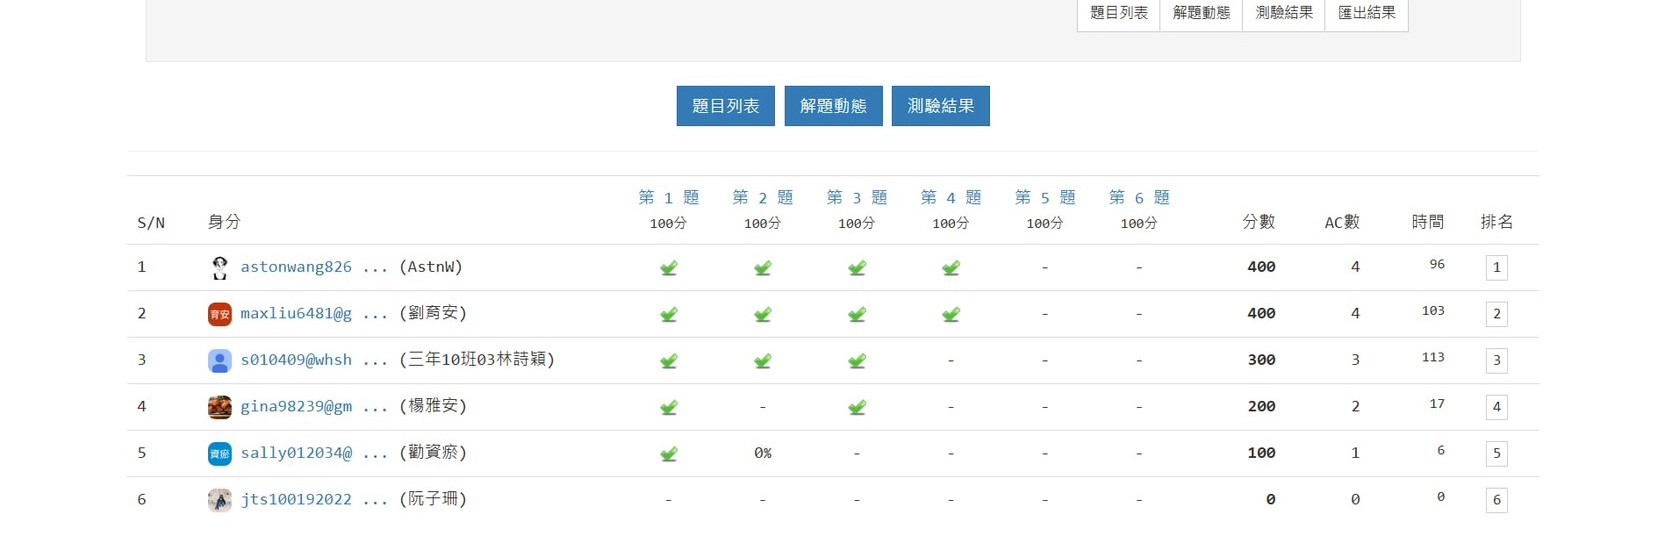 題目列表 解題動態 測驗結果 匯出結果
題目列表 解題動態 測驗結果
第 1 題 第 2 題 第 3 題 第 4 題 第 5 題 第 6 題
S/N 身分 100分 100分 100分 100分 100分 100分 分數 AC數 時間 排名
1 astonwang826 ... (AstnW) - - 400 4 96 1
2 育安 maxliu6481@g ... (劉育安) - - 400 4 103 2
3 s010409@whsh ... (三年10班03林詩穎) - - - 300 3 113 3
4 gina98239@gm ... (楊雅安) - - - - 200 2 17 4
5 資瘀 sally012034@ ... (勸資瘀) 0% - - - - 100 1 6 5
6 jts100192022 ... (阮子珊) - - - - - - 0 0 0 6